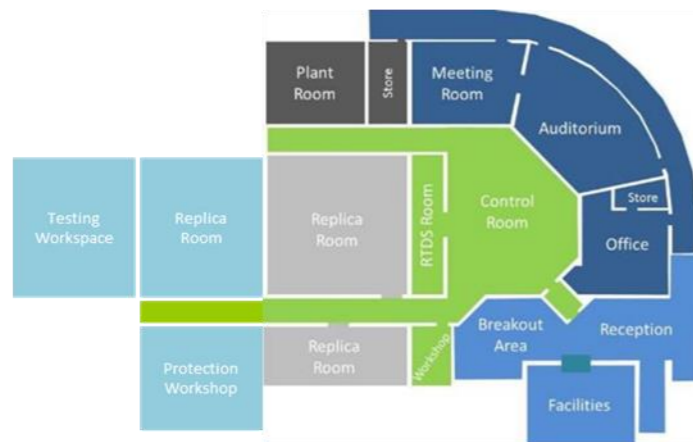 Plant
Room
Store
Meeting
Room
Auditorium
Testing
Workspace
Replica
Room
Replica
Room
RTDS Room
Control
Room
Store
Office
Protection
Workshop
Replica
Room
Workshop
Breakout
Area
Reception
Facilities